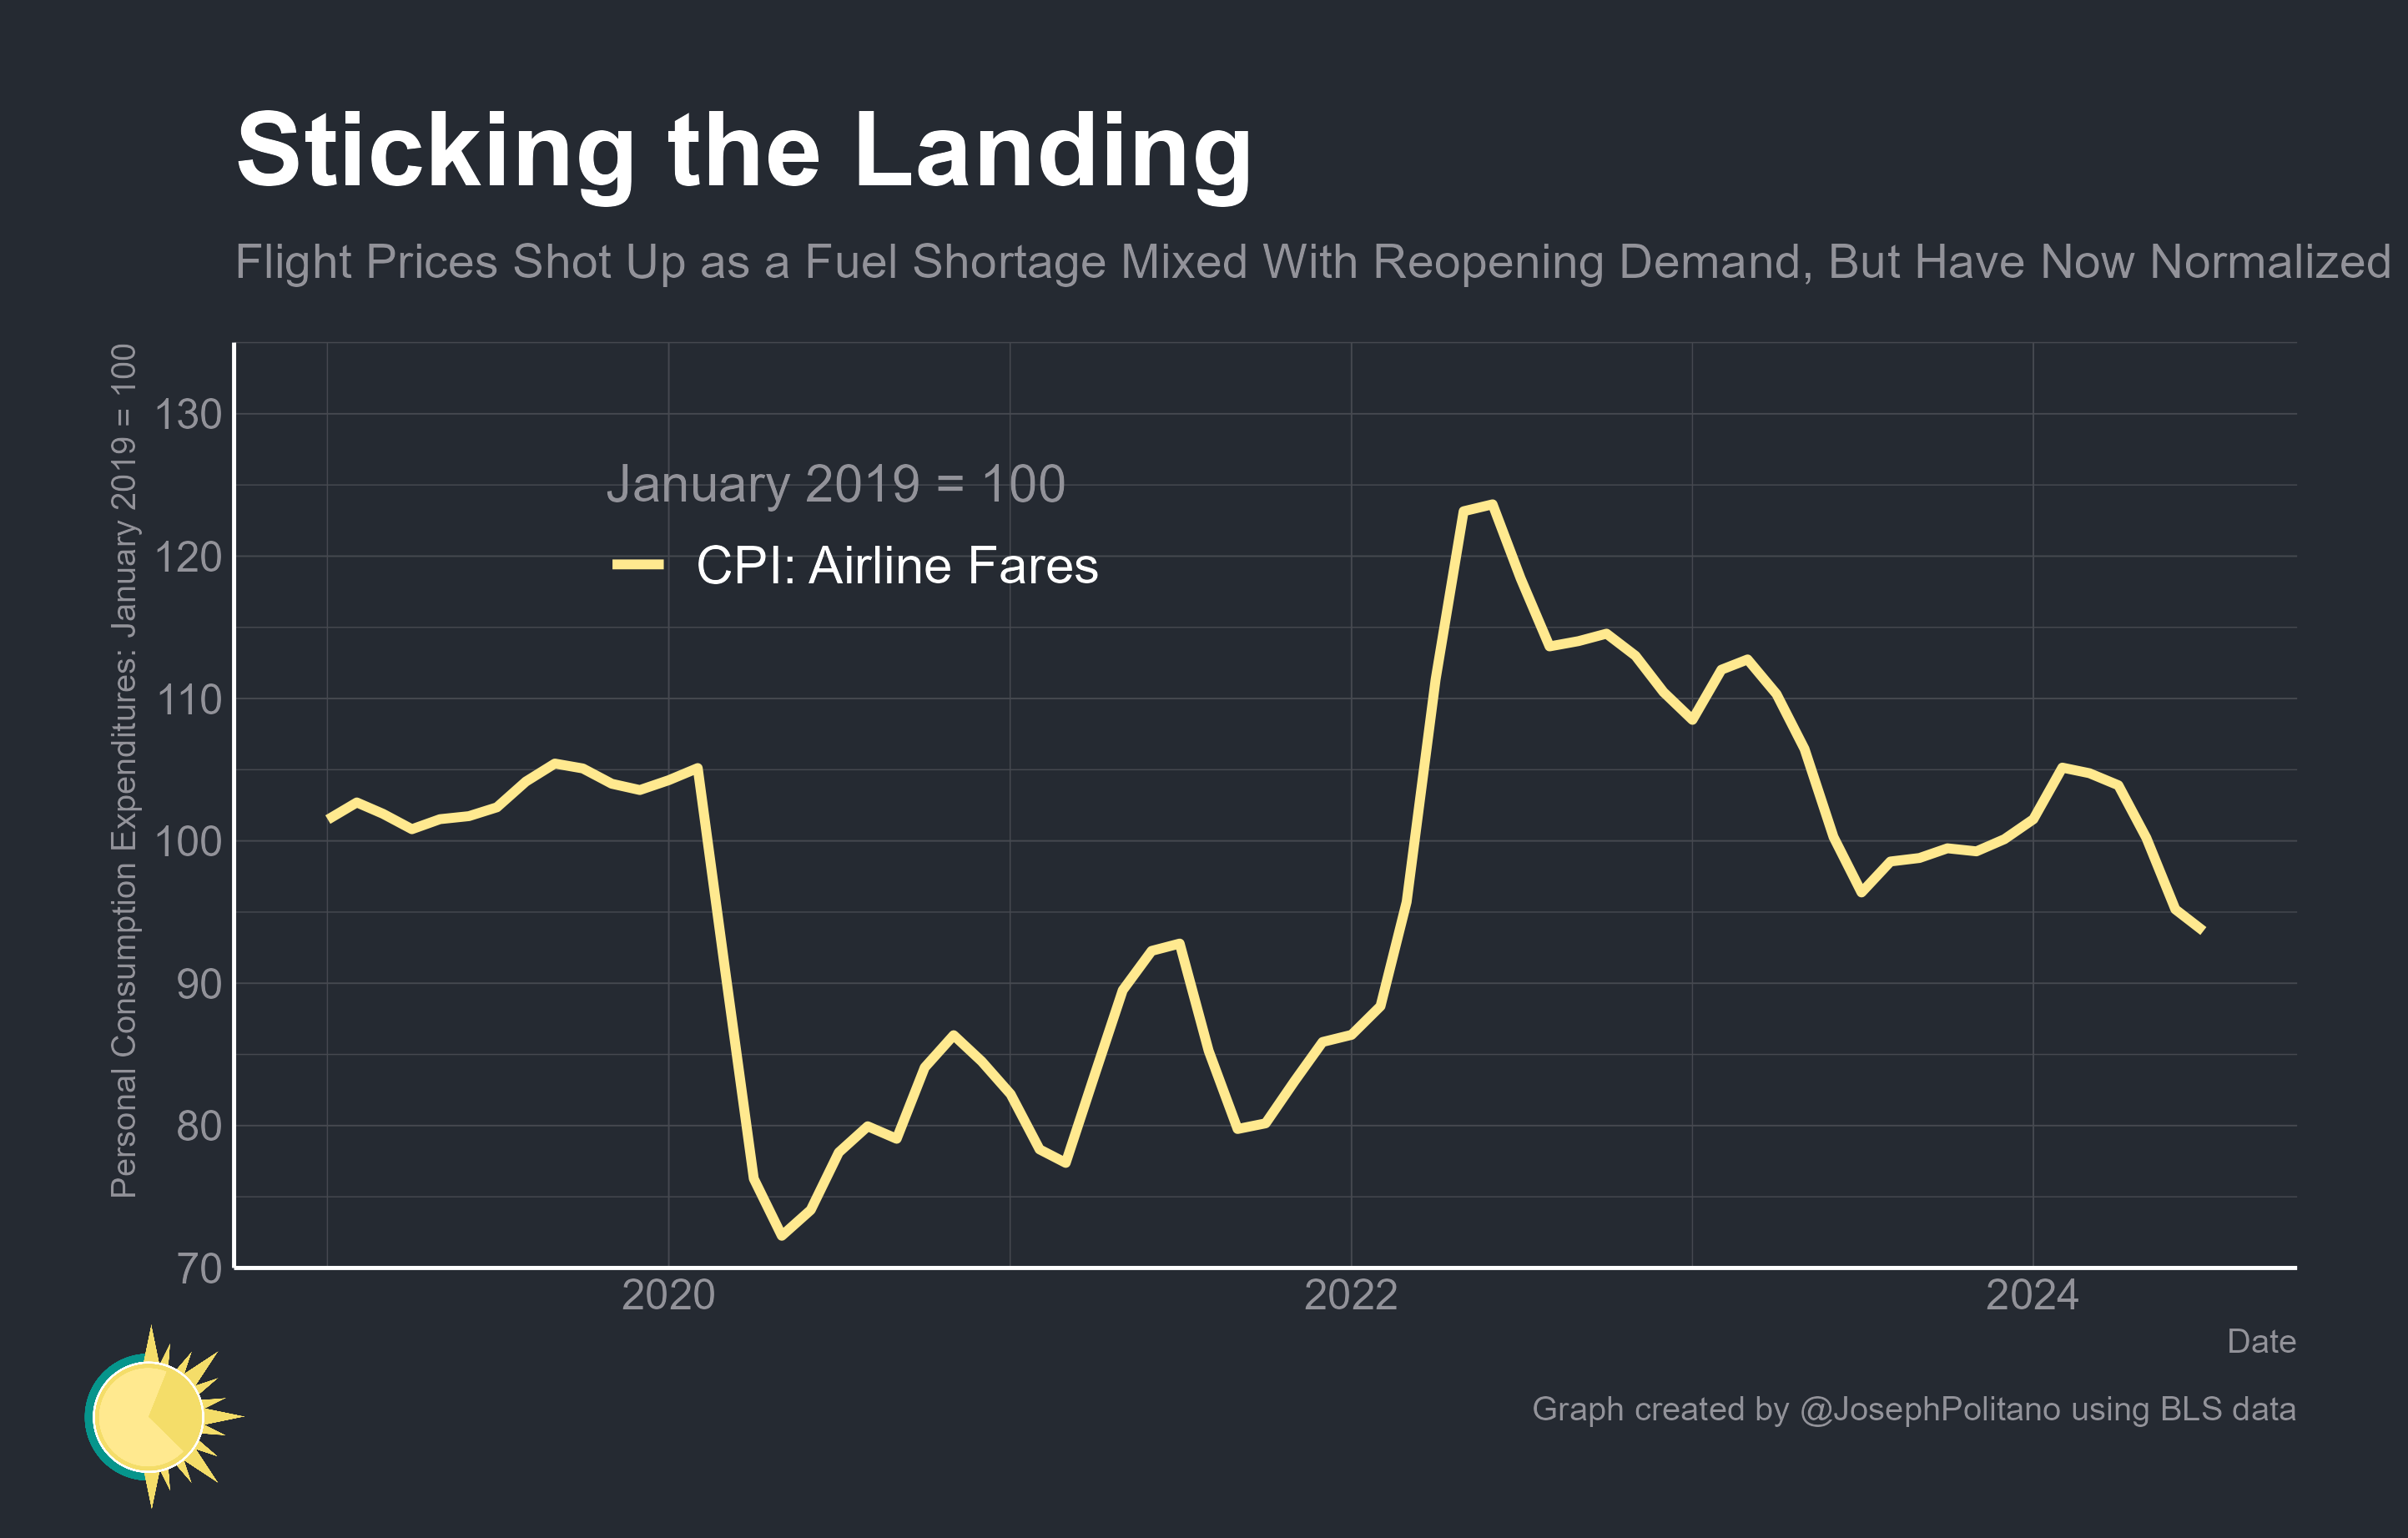 Sticking the Landing
Flight Prices Shot Up as a Fuel Shortage Mixed With Reopening Demand, But Have Now Normalized
Personal Consumption Expenditures: January 2019 = 100
130
120
110
100
90
80
70
January 2019 = 100
CPI: Airline Fares
2020
2022
2024
Date
Graph created by @JosephPolitano using BLS data